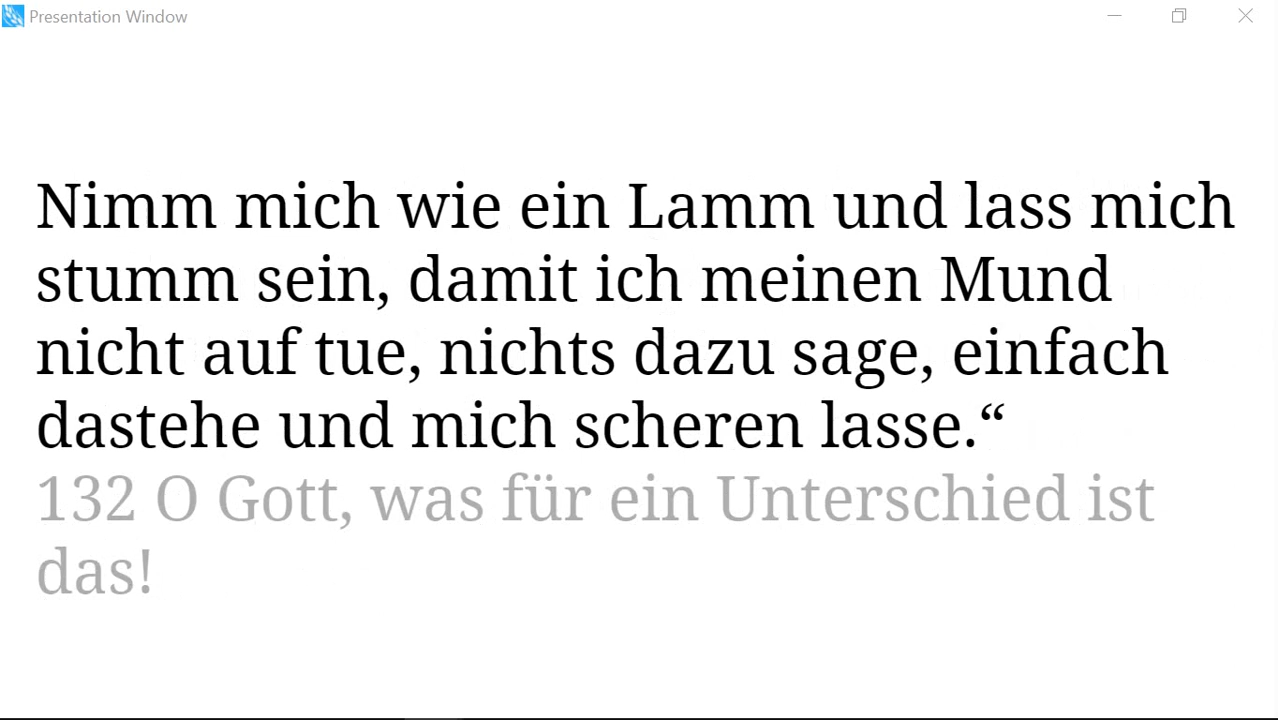 Presentation Window
Nimm mich wie ein Lamm und lass mich
stumm sein, damit ich meinen Mund
nicht auf tue, nichts dazu sage, einfach
dastehe und mich scheren lasse.“
132 O Gott, was für ein Unterschied ist
das!